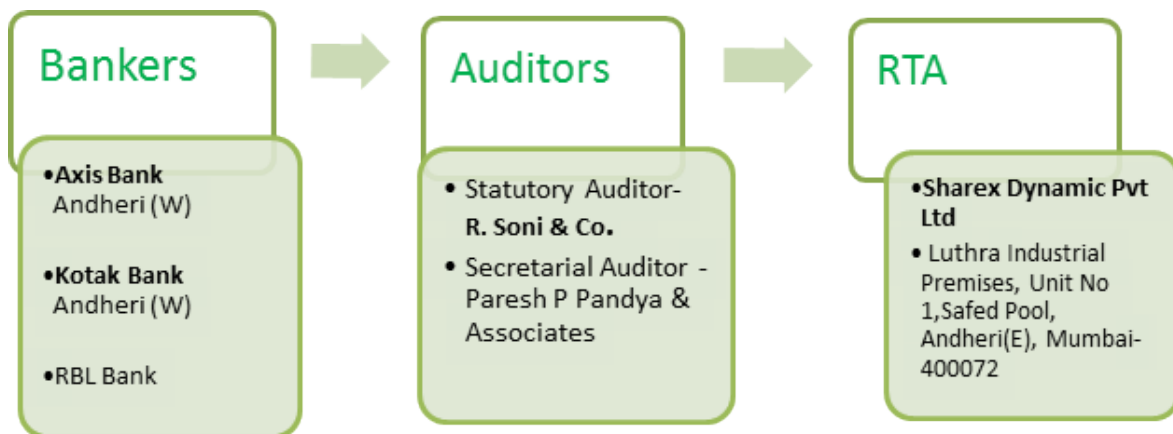 Bankers
•Axis Bank
Andheri (W)
•Kotak Bank
Andheri (W)
•RBL Bank
Auditors
• Statutory Auditor-
R. Soni & Co.
• Secretarial Auditor -
Paresh P Pandya &
Associates
RTA
•Sharex Dynamic Pvt
Ltd
• Luthra Industrial
Premises, Unit No
1,Safed Pool,
Andheri(E), Mumbai-
400072